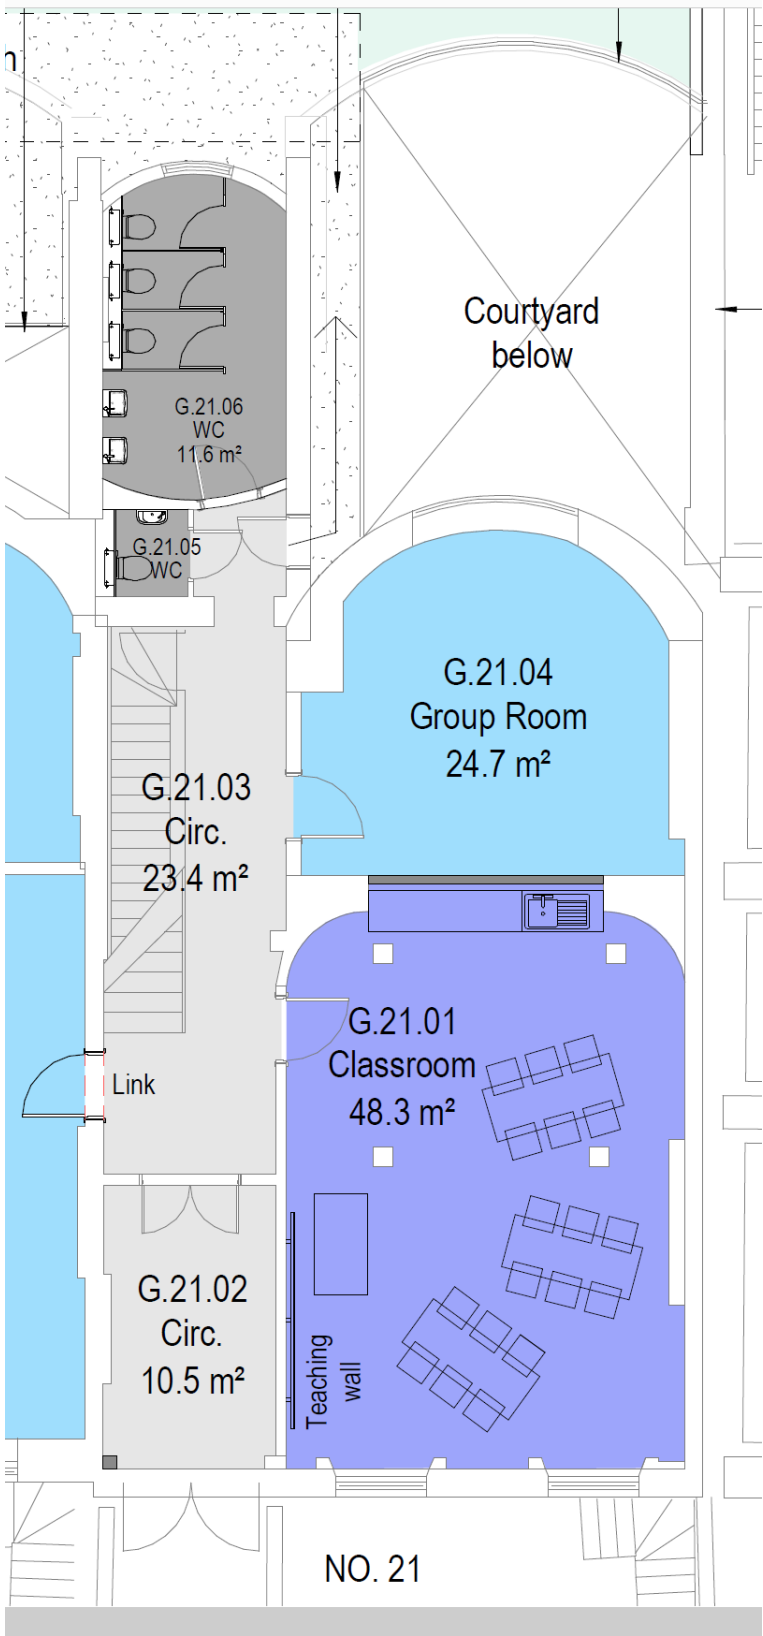 h
Courtyard
below
G.21.06
WC
11.6 m²
G.21.05
WC
G.21.04
Group Room
24.7 m²
G.21.03
Circ.
23.4 m²
G.21.01
Classroom
48.3 m²
Link
G.21.02
Circ.
10.5 m²
Teaching
wall
NO. 21